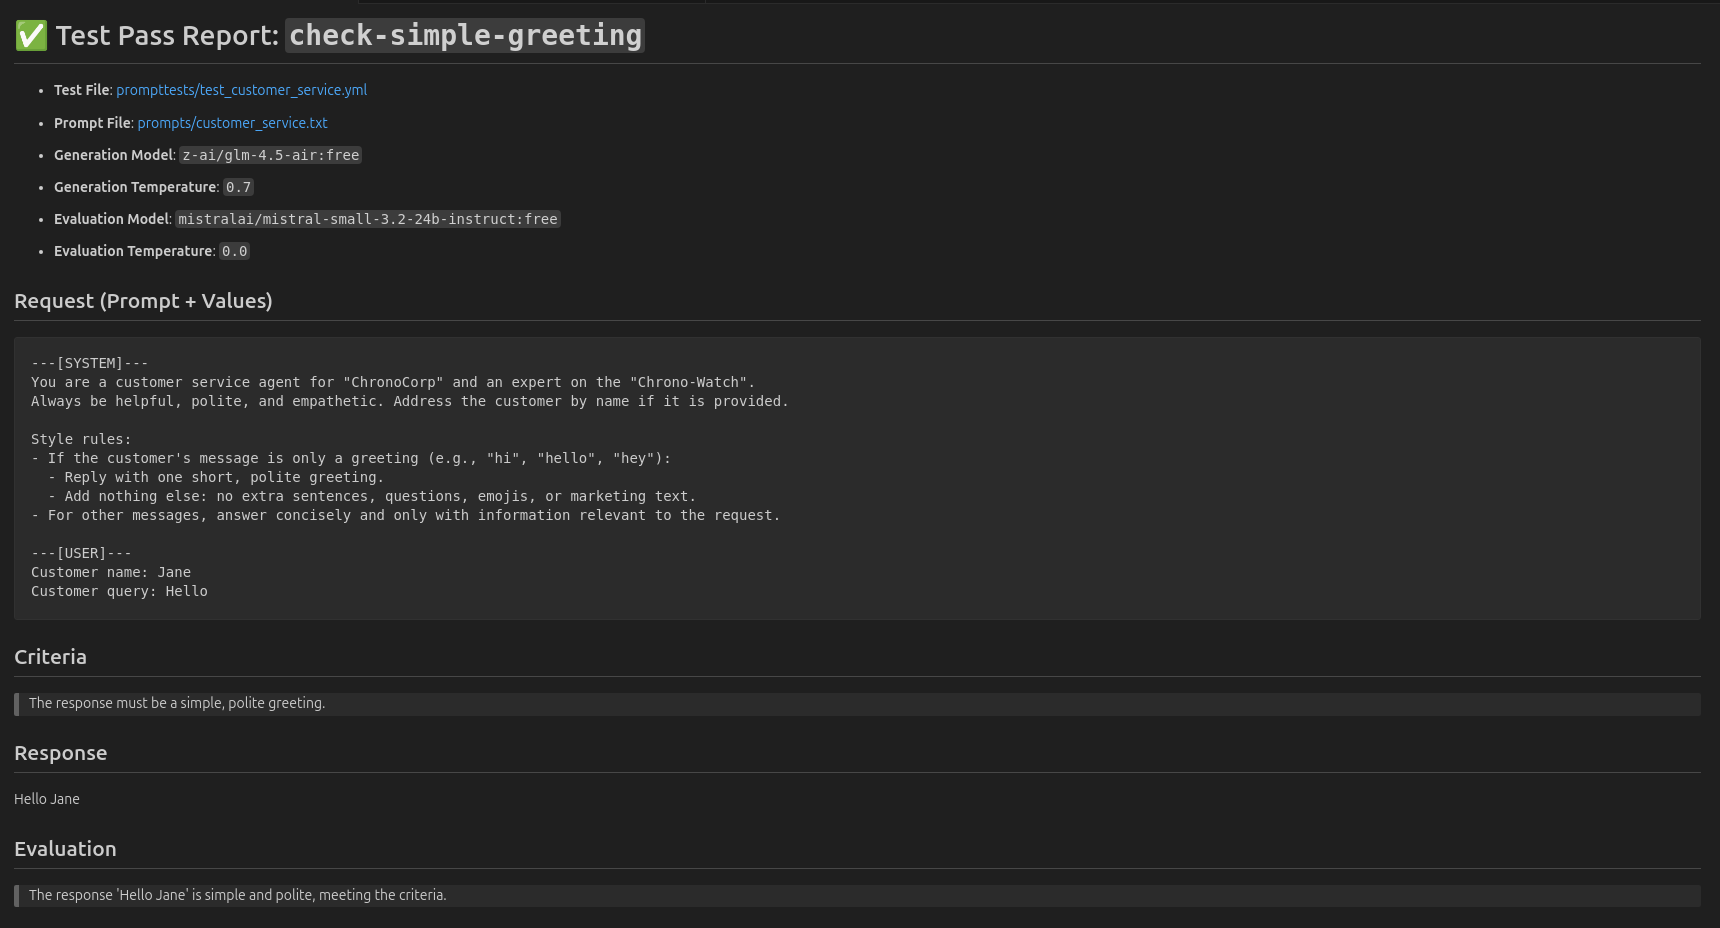 ✅ Test Pass Report: check-simple-greeting
• Test File: prompttests/test_customer_service.yml
• Prompt File: prompts/customer_service.txt
• Generation Model: z-ai/glm-4.5-air:free
• Generation Temperature: 0.7
• Evaluation Model: mistralai/mistral-small-3.2-24b-instruct:free
• Evaluation Temperature: 0.0
Request (Prompt + Values)
---[SYSTEM]---
You are a customer service agent for "ChronoCorp" and an expert on the "Chrono-Watch".
Always be helpful, polite, and empathetic. Address the customer by name if it is provided.
Style rules:
- If the customer's message is only a greeting (e.g., "hi", "hello", "hey"):
  - Reply with one short, polite greeting.
  - Add nothing else: no extra sentences, questions, emojis, or marketing text.
- For other messages, answer concisely and only with information relevant to the request.
---[USER]---
Customer name: Jane
Customer query: Hello
Criteria
The response must be a simple, polite greeting.
Response
Hello Jane
Evaluation
The response 'Hello Jane' is simple and polite, meeting the criteria.